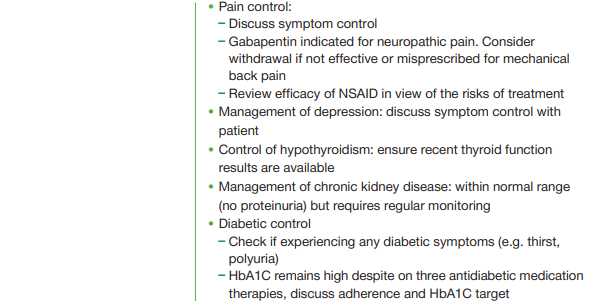 • Pain control:
– Discuss symptom control
– Gabapentin indicated for neuropathic pain. Consider
withdrawal if not effective or misprescribed for mechanical
back pain
– Review efficacy of NSAID in view of the risks of treatment
• Management of depression: discuss symptom control with
patient
• Control of hypothyroidism: ensure recent thyroid function
results are available
• Management of chronic kidney disease: within normal range
(no proteinuria) but requires regular monitoring
• Diabetic control
– Check if experiencing any diabetic symptoms (e.g. thirst,
polyuria)
– HbA1C remains high despite on three antidiabetic medication
therapies, discuss adherence and HbA1C target